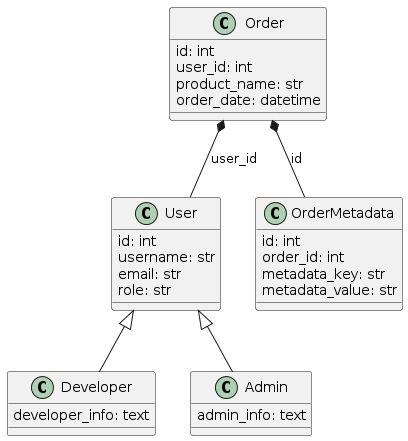 C Order
id: int
user_id: int
product_name: str
order_date: datetime
user_id
id
C User
id: int
username: str
email: str
role: str
C OrderMetadata
id: int
order_id: int
metadata_key: str
metadata_value: str
C Developer
developer_info: text
C Admin
admin_info: text